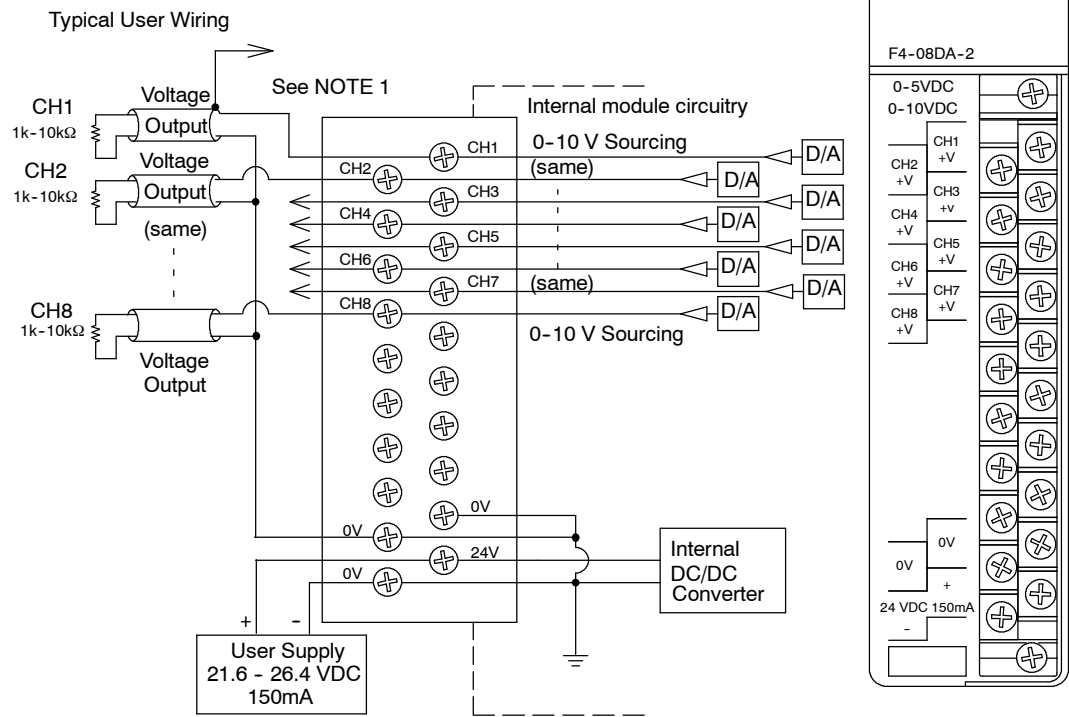 Typical User Wiring
See NOTE 1
CH1
1k-10kΩ
Voltage
Output
CH2
1k-10kΩ
Voltage
Output
(same)
CH8
1k-10kΩ
Voltage
Output
Internal module circuitry
0-10 V Sourcing
(same)
CH1
CH2
CH3
CH4
CH5
CH6
CH7
CH8
(same)
0-10 V Sourcing
D/A
D/A
D/A
D/A
D/A
D/A
D/A
D/A
0V
0V
24V
0V
+ -
User Supply
21.6 - 26.4 VDC
150mA
Internal
DC/DC
Converter
F4-08DA-2
0-5VDC
0-10VDC
CH1
+V
CH2
+V
CH3
+v
CH4
+V
CH5
+V
CH6
+V
CH7
+V
CH8
+V
0V
0V
+
24 VDC 150mA
-